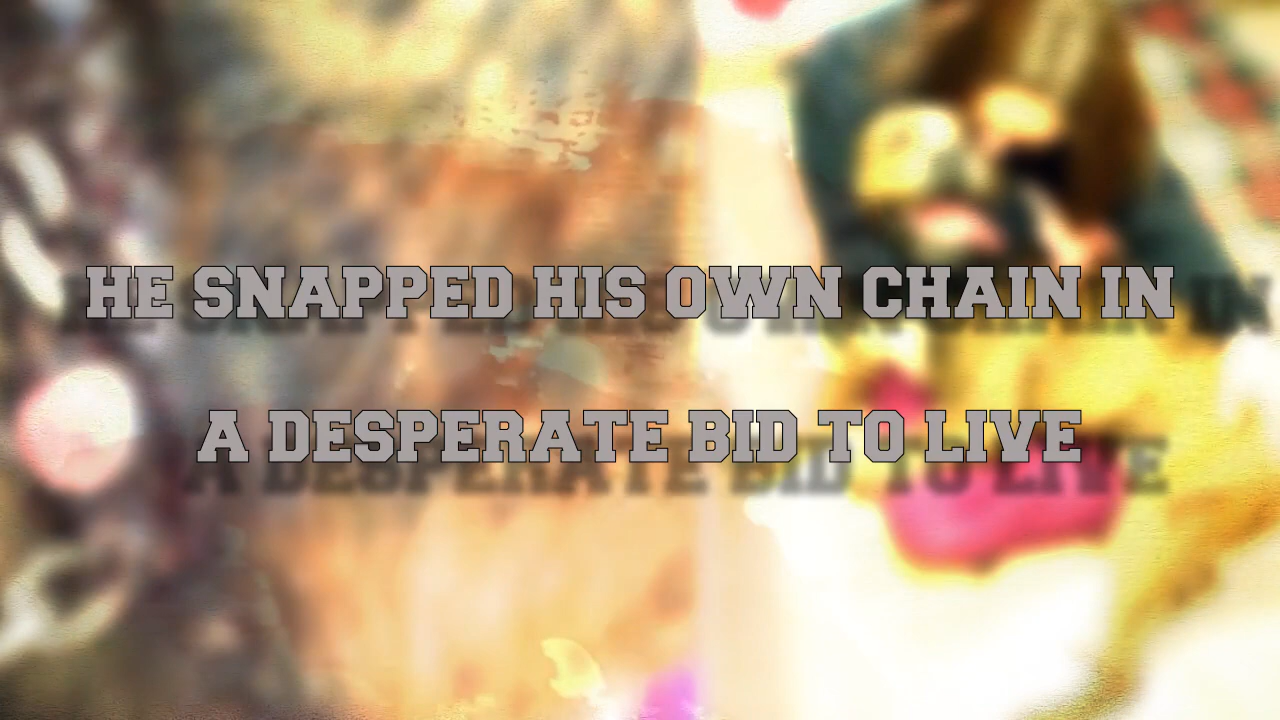 HE SNAPPED HIS OWN CHAIN IN
A DESPERATE BID TO LIVE